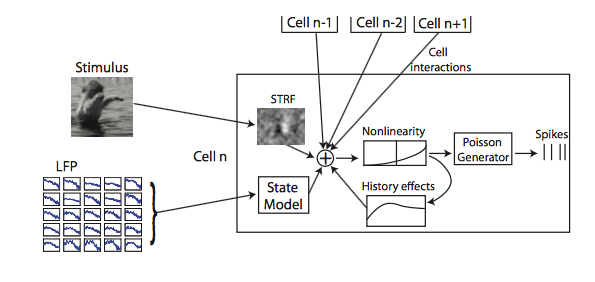 Cell n-1
Cell n-2
Cell n+1
Cell
interactions
Stimulus
STRF
Nonlinearity
Poisson
Generator
Spikes
Cell n
LFP
State
Model
History effects